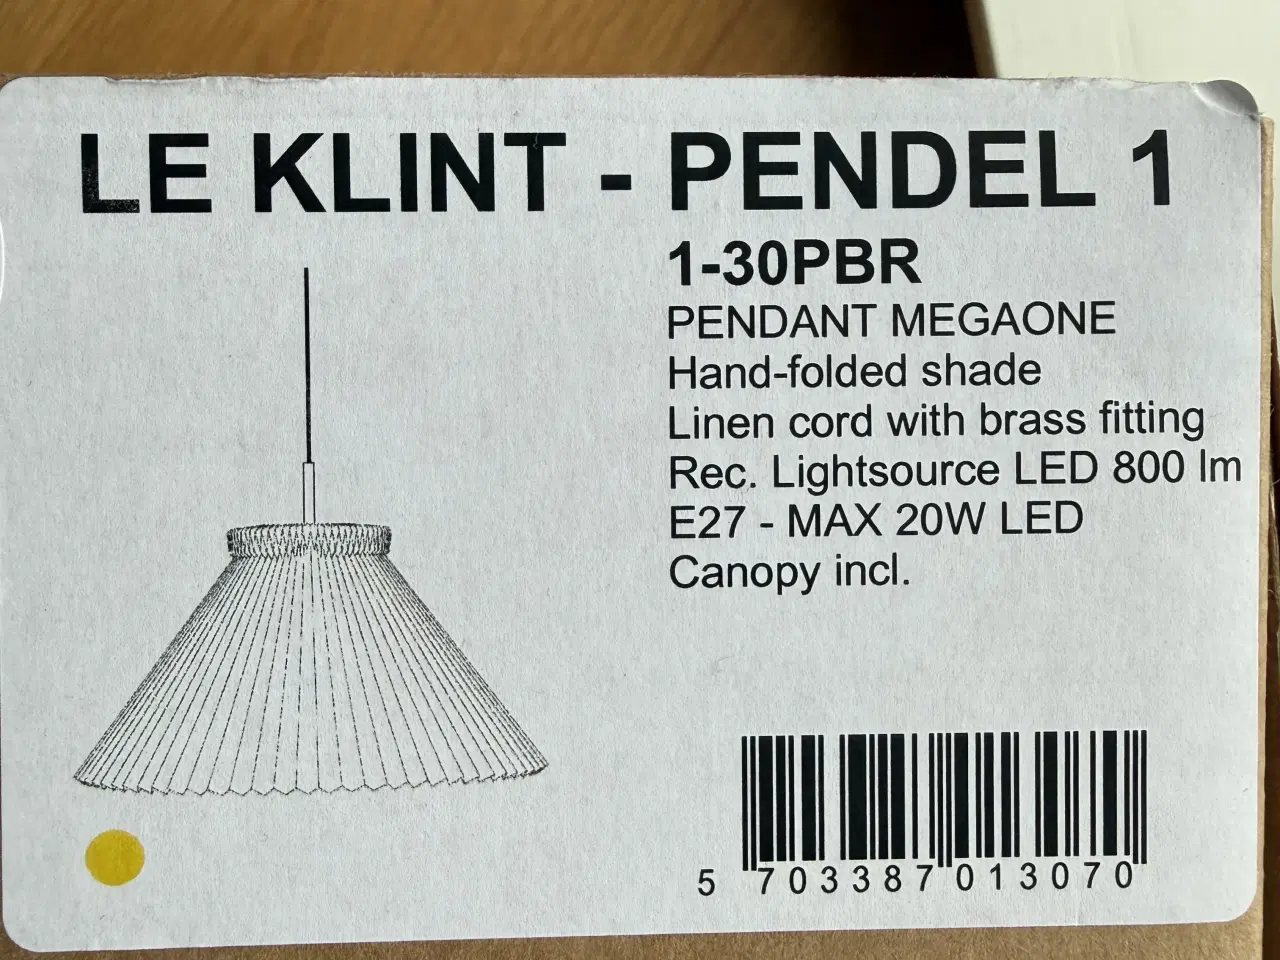 LE KLINT - PENDEL 1
1-30PBR
PENDANT MEGAONE
Hand-folded shade
Linen cord with brass fitting
Rec. Lightsource LED 800 lm
E27 - MAX 20W LED
Canopy incl.
5 703387 013070